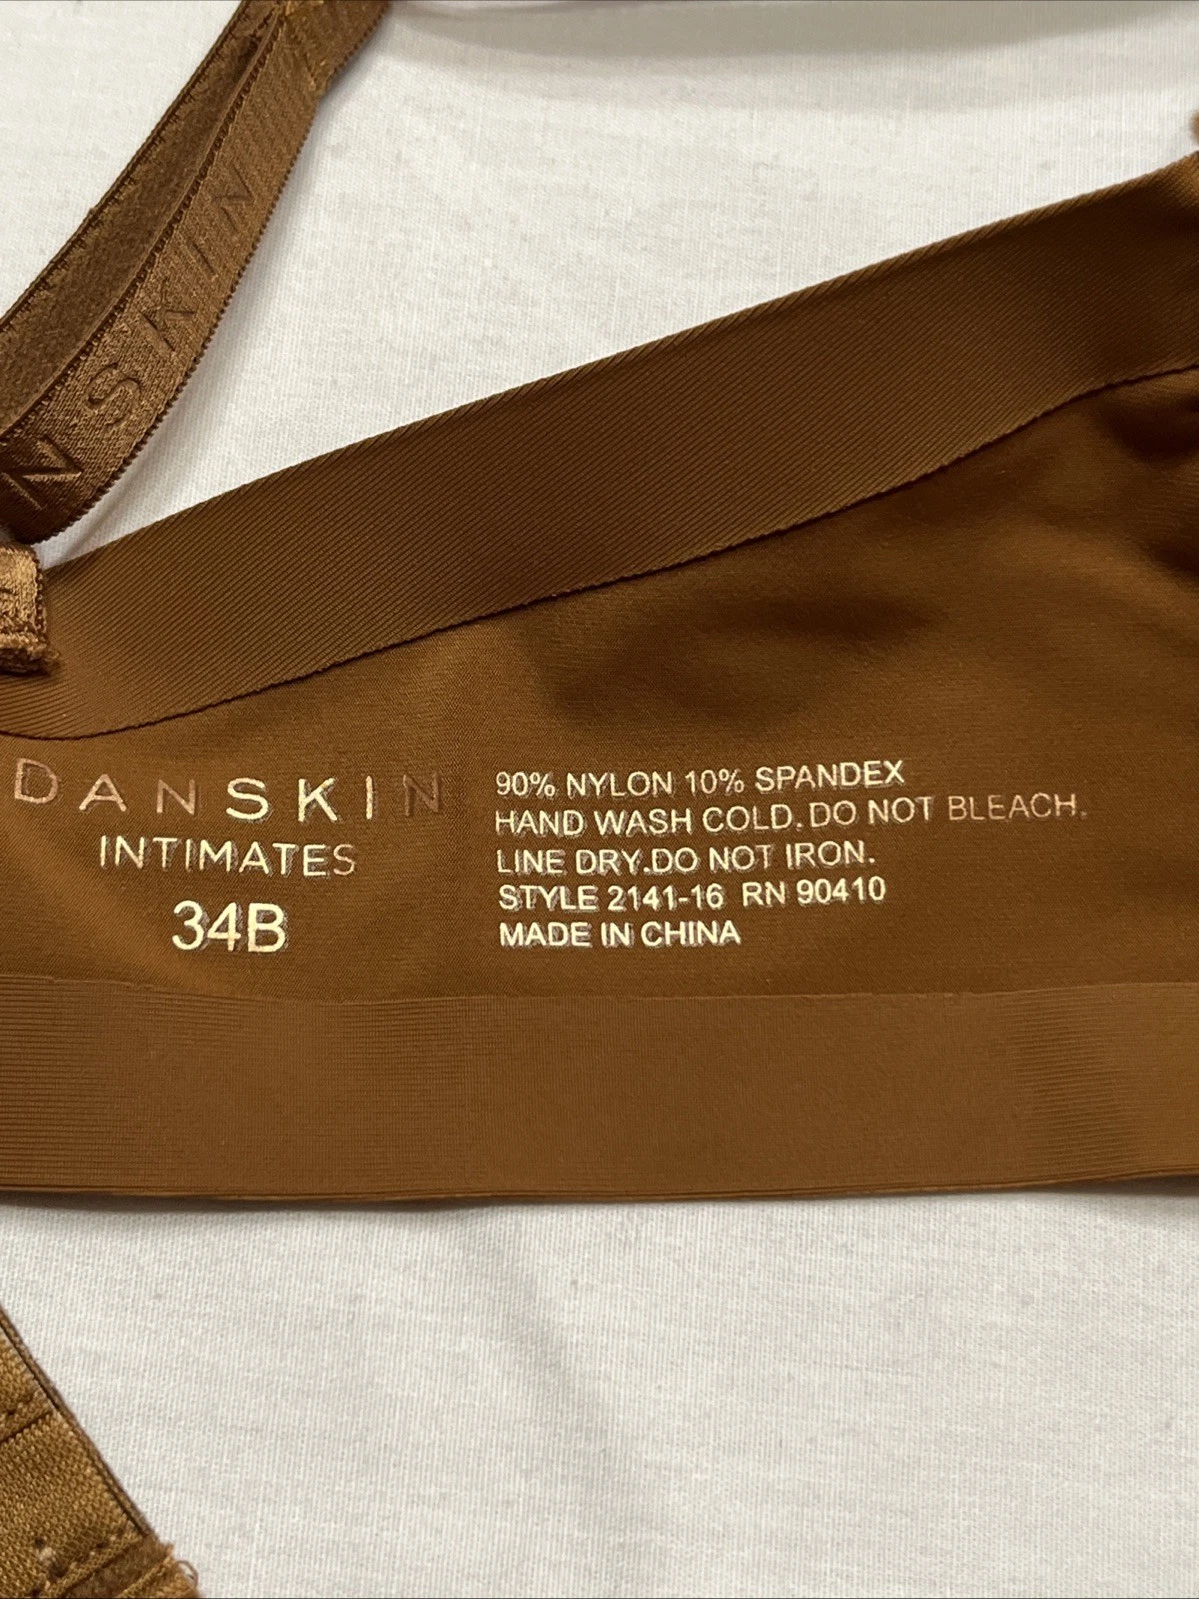 NSKIN
DANSKIN
INTIMATES
34B
90% NYLON 10% SPANDEX
HAND WASH COLD.DO NOT BLEACH.
LINE DRY.DO NOT IRON.
STYLE 2141-16 RN 90410
MADE IN CHINA